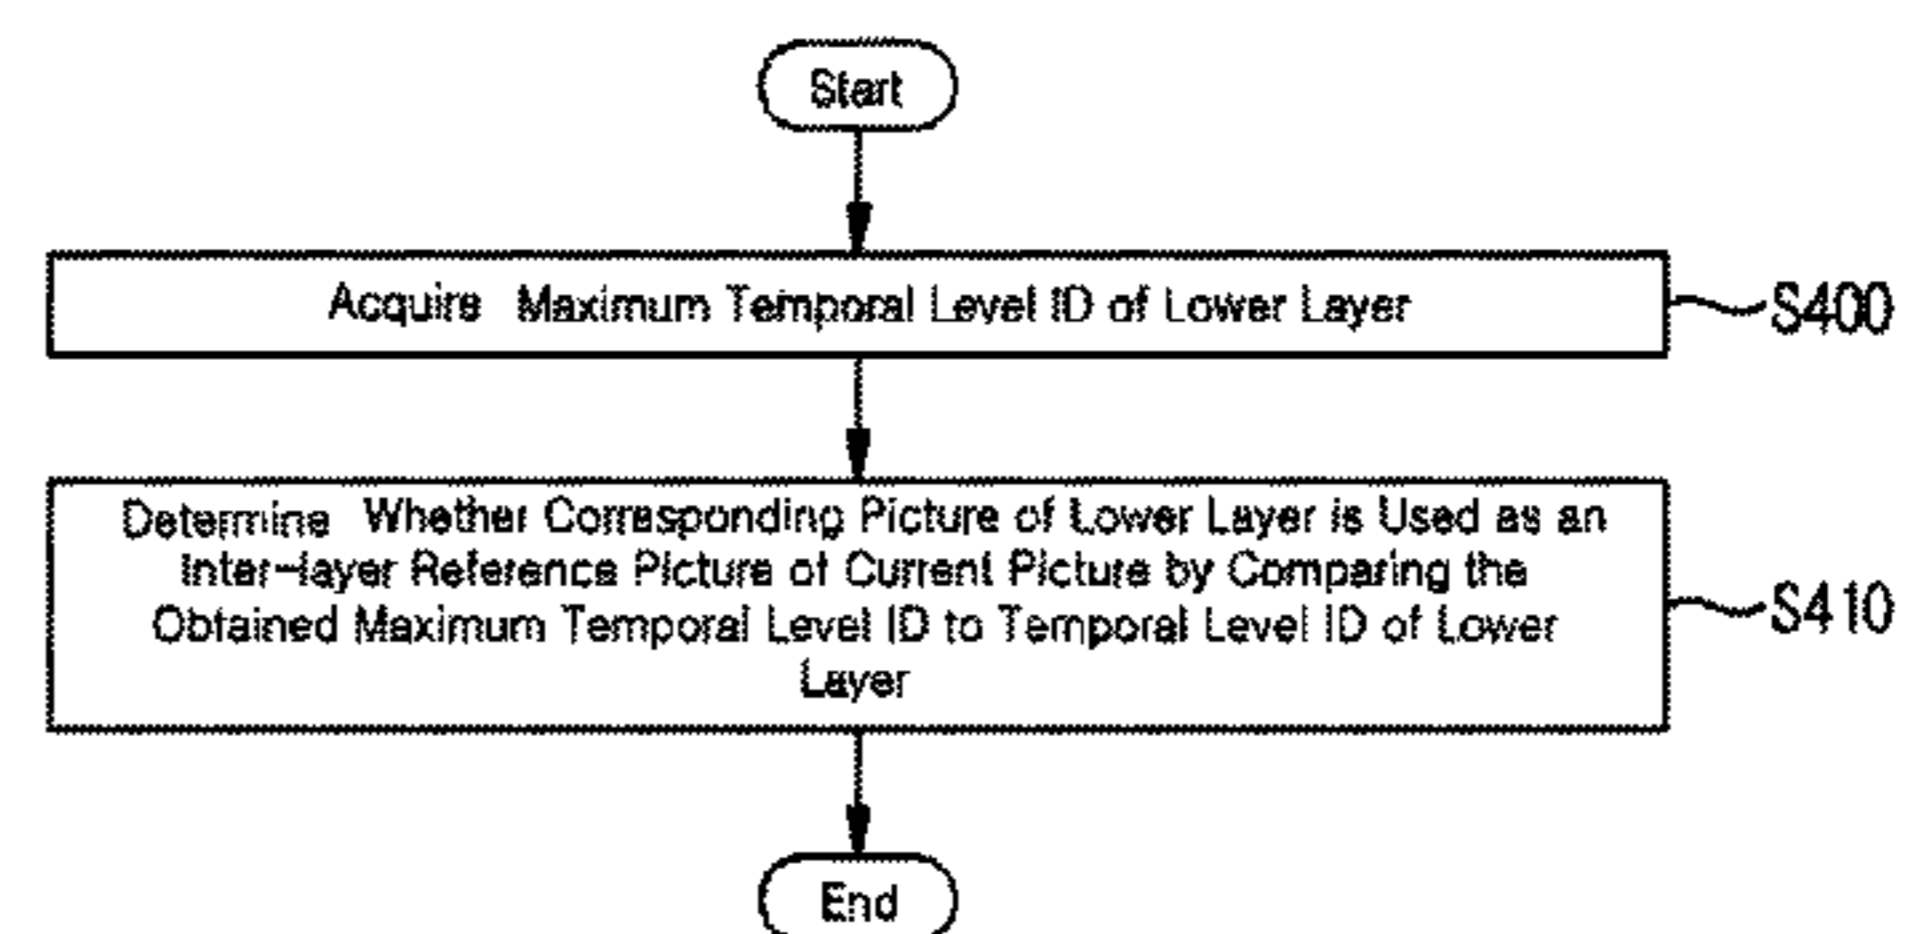 Start
Acquire Maximum Temporal Level ID of Lower Layer
S400
Determine Whether Corresponding Picture of Lower Layer is Used as an
Inter-layer Reference Picture of Current Picture by Comparing the
Obtained Maximum Temporal Level ID to Temporal Level ID of Lower
Layer
S410
End